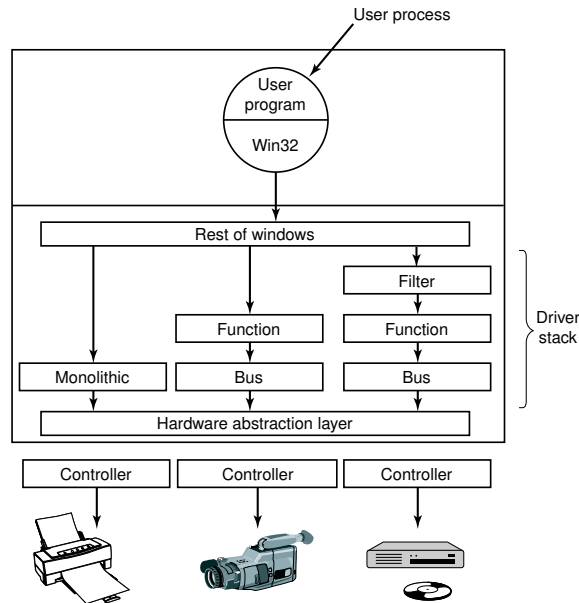 User process
User
program
Win32
Rest of windows
Filter
Function
Function
Driver
stack
Monolithic
Bus
Bus
Hardware abstraction layer
Controller
Controller
Controller